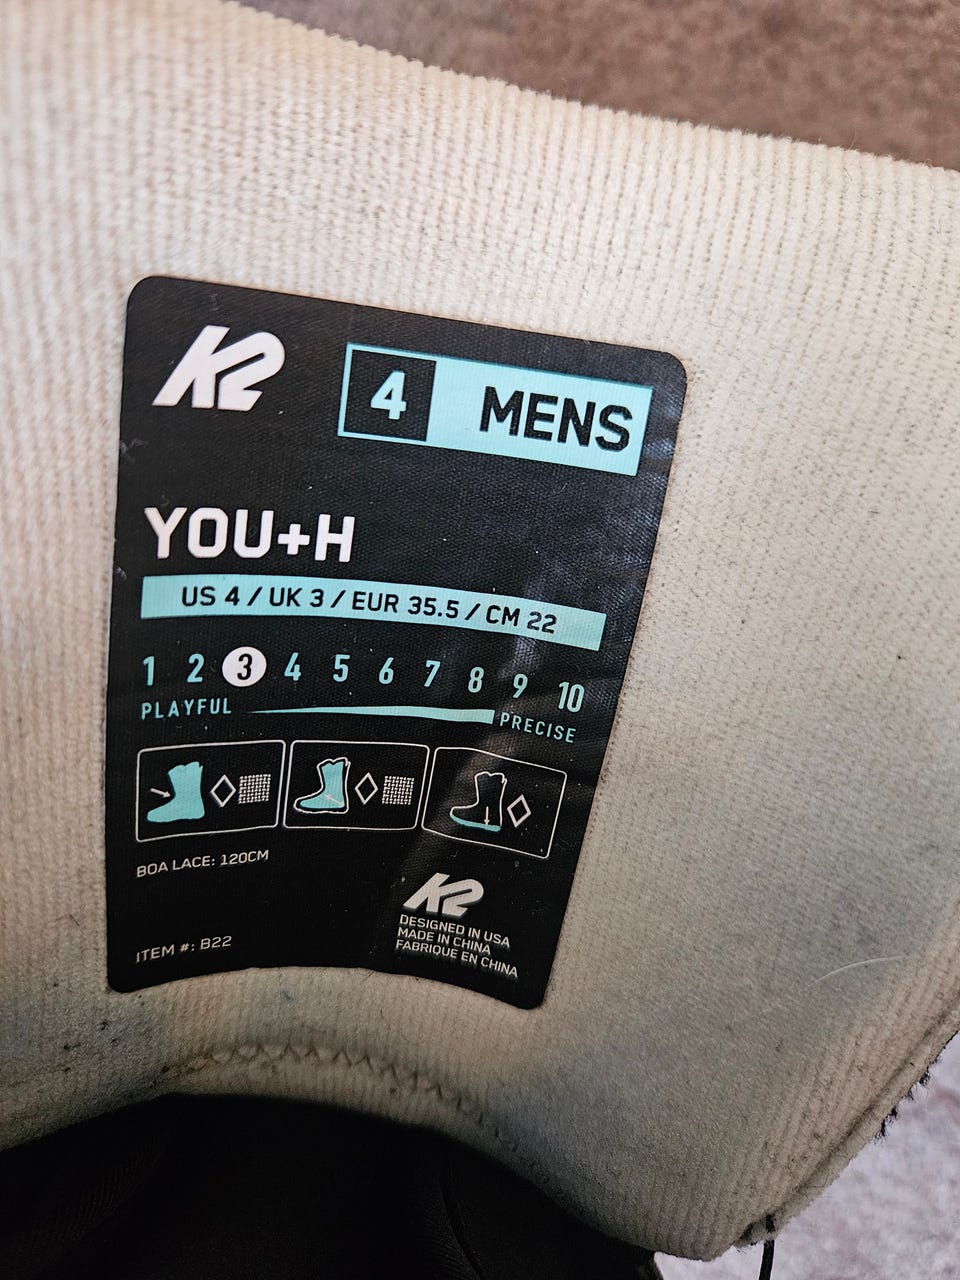 K2
4 MENS
YOU+H
US 4 / UK 3 / EUR 35.5 / CM 22
1 2 3 4 5 6 7 8 9 10
PLAYFUL PRECISE
BOA LACE: 120CM
ITEM #: B22
K2
DESIGNED IN USA
MADE IN CHINA
FABRIQUE EN CHINA